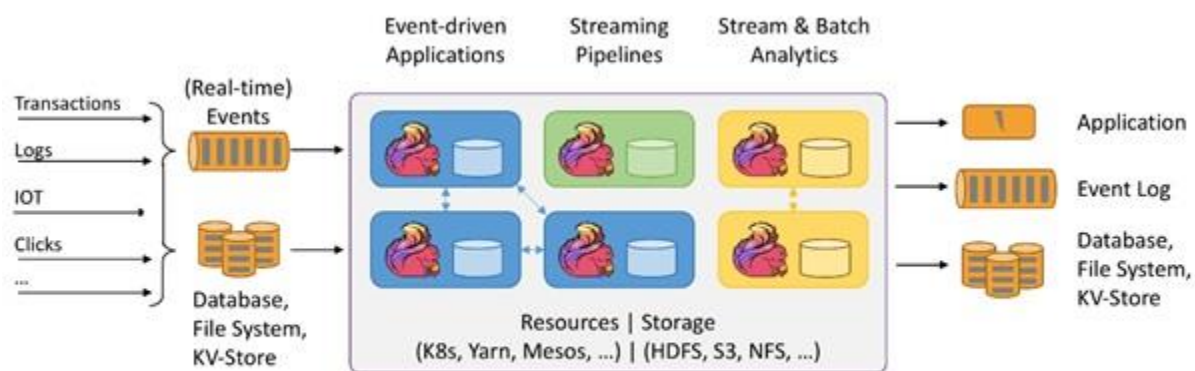 Event-driven
Applications
Streaming
Pipelines
Stream & Batch
Analytics
Transactions
Logs
IOT
Clicks
...
(Real-time)
Events
Database,
File System,
KV-Store
Resources | Storage
(K8s, Yarn, Mesos, ...) | (HDFS, S3, NFS, ...)
Application
Event Log
Database,
File System,
KV-Store